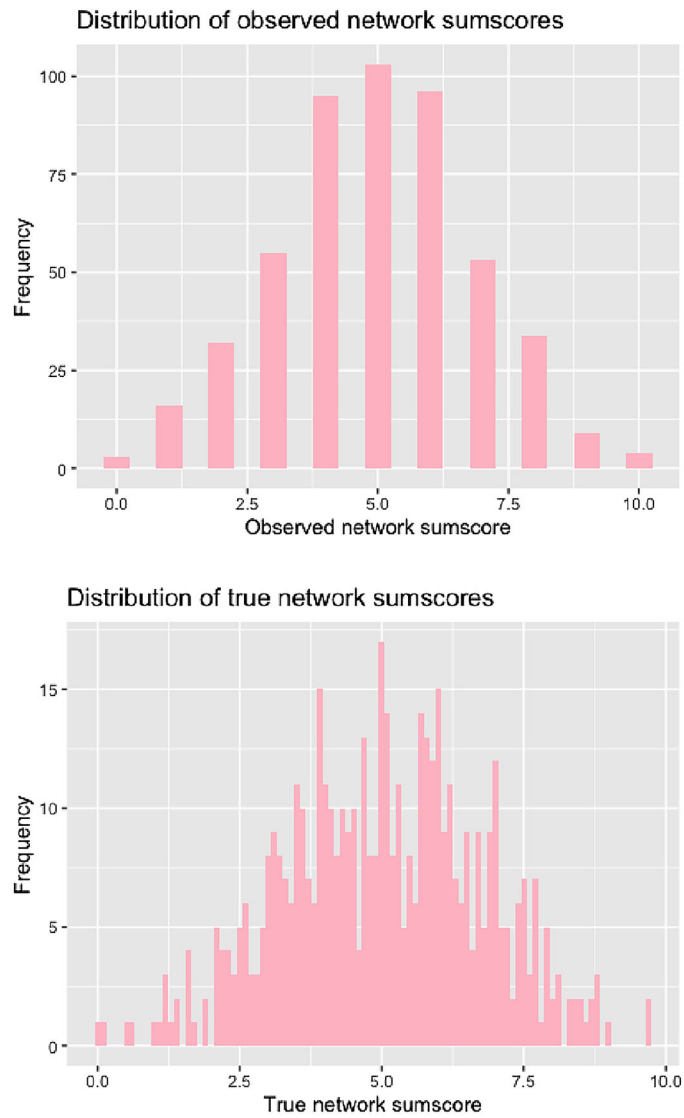 Distribution of observed network sumscores
100
75
50
25
0
Frequency
0.0 2.5 5.0 7.5 10.0
Observed network sumscore
Distribution of true network sumscores
15
10
5
0
Frequency
0.0 2.5 5.0 7.5 10.0
True network sumscore